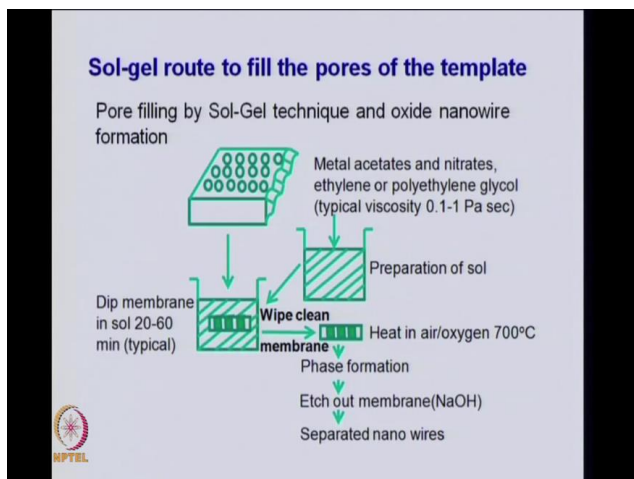 Sol-gel route to fill the pores of the template
Pore filling by Sol-Gel technique and oxide nanowire
formation
Metal acetates and nitrates,
ethylene or polyethylene glycol
(typical viscosity 0.1-1 Pa sec)
Preparation of sol
Dip membrane
in sol 20-60
min (typical)
Wipe clean
membrane
Heat in air/oxygen 700ºC
Phase formation
Etch out membrane(NaOH)
Separated nano wires
NPTEL